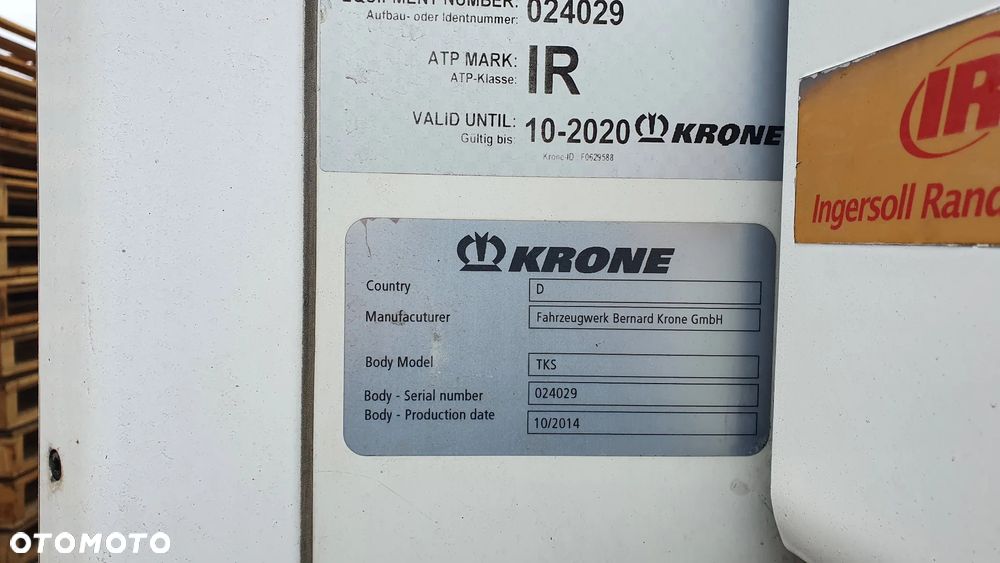 EQUIPMENT NUMBER: 024029
Aufbau- oder Identnummer:
ATP MARK: IR
ATP-Klasse:
VALID UNTIL: 10-2020 KRONE
Gültig bis:
Krone-ID F0629588
IR
Ingersoll Rand
KRONE
Country D
Manufacuturer Fahrzeugwerk Bernard Krone GmbH
Body Model TKS
Body - Serial number 024029
Body - Production date 10/2014
OTOMOTO